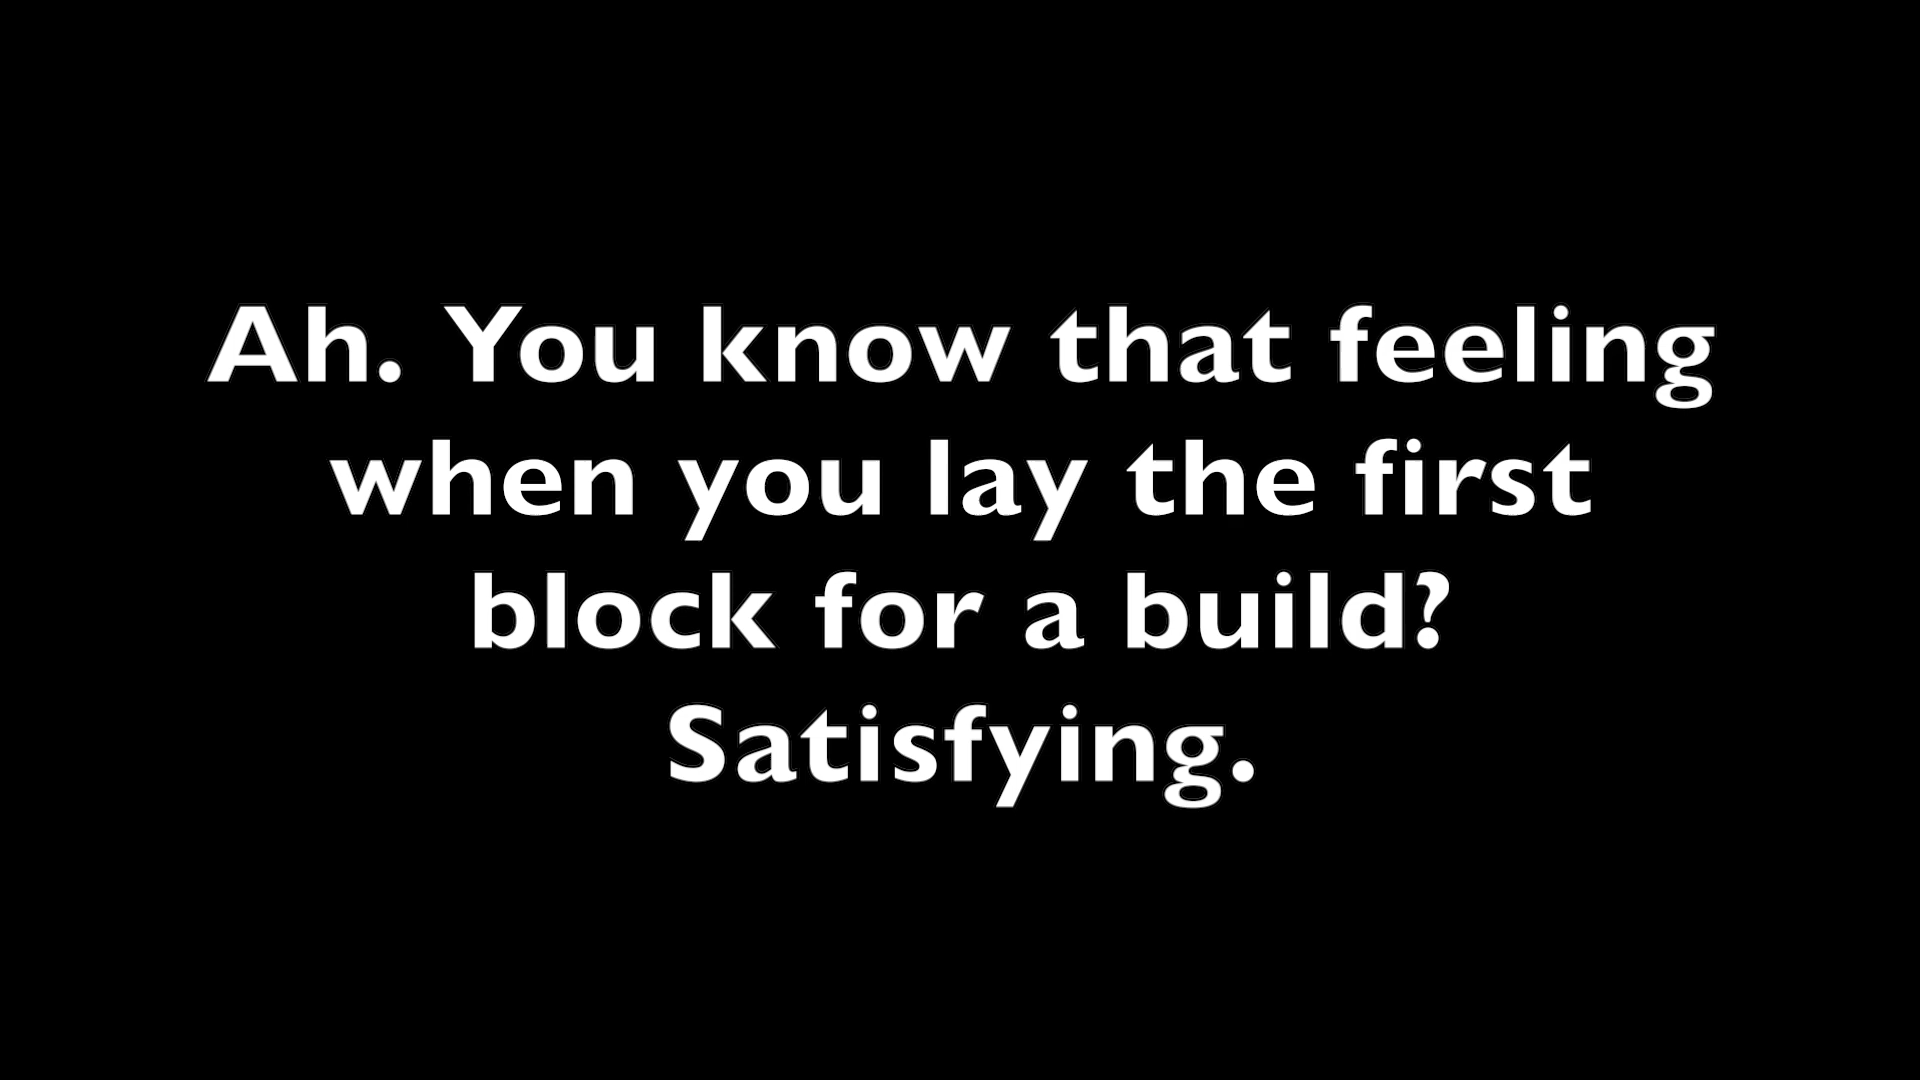 Ah. You know that feeling
when you lay the first
block for a build?
Satisfying.